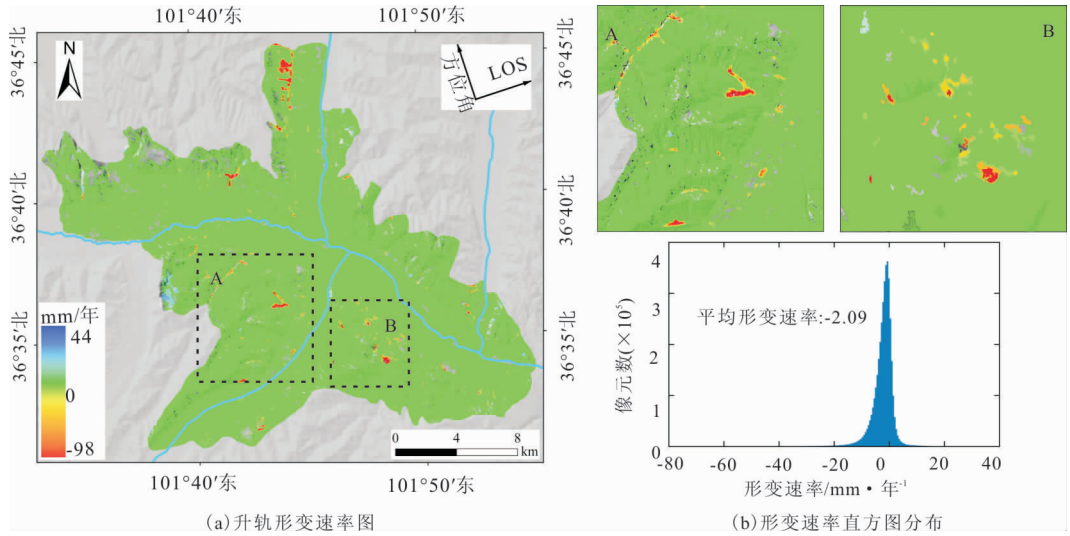 101°40′东
101°50′东
36°45′北
36°40′北
36°35′北
36°45′北
36°40′北
36°35′北
N
方位角
LOS
A
B
mm/年
44
0
-98
0
4
8
km
101°40′东
101°50′东
(a)升轨形变速率图
A
B
4
3
2
1
0
像元数(×10⁵)
平均形变速率:-2.09
-80
-60
-40
-20
0
20
40
形变速率/mm·年⁻¹
(b)形变速率直方图分布